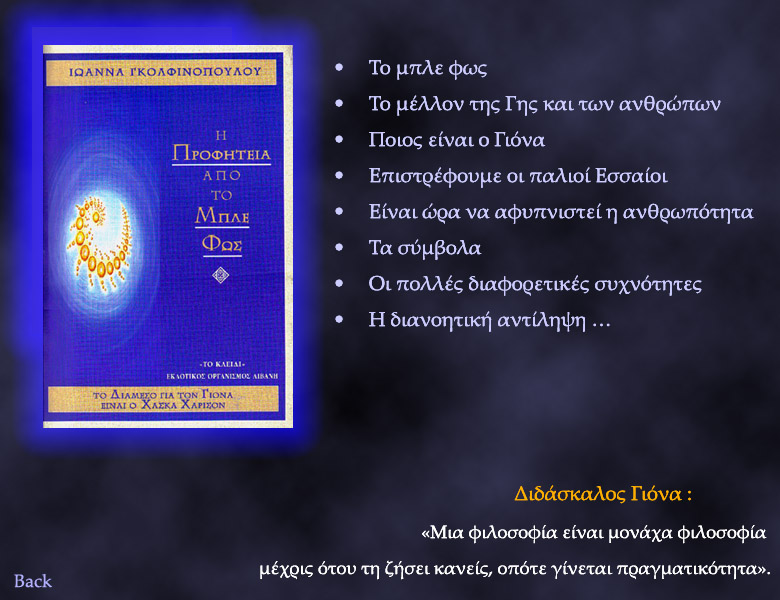 ΙΩΑΝΝΑ ΓΚΟΛΦΙΝΟΠΟΥΛΟΥ
Η
ΠΡΟΦΗΤΕΙΑ
ΑΠΟ
ΤΟ
ΜΠΛΕ
ΦΩΣ
-ΤΟ ΚΛΕΙΔΙ-
ΕΚΔΟΤΙΚΟΣ ΟΡΓΑΝΙΣΜΟΣ ΛΙΒΑΝΗ
ΤΟ ΔΙΑΜΕΣΟ ΓΙΑ ΤΟΝ ΓΙΟΝΑ
ΕΙΝΑΙ Ο ΧΑΣΚΑ ΧΑΡΙΣΟΝ
• Το μπλε φως
• Το μέλλον της Γης και των ανθρώπων
• Ποιος είναι ο Γιόνα
• Επιστρέφουμε οι παλιοί Εσσαίοι
• Είναι ώρα να αφυπνιστεί η ανθρωπότητα
• Τα σύμβολα
• Οι πολλές διαφορετικές συχνότητες
• Η διανοητική αντίληψη ...
Διδάσκαλος Γιόνα :
«Μια φιλοσοφία είναι μονάχα φιλοσοφία
μέχρις ότου τη ζήσει κανείς, οπότε γίνεται πραγματικότητα».
Back